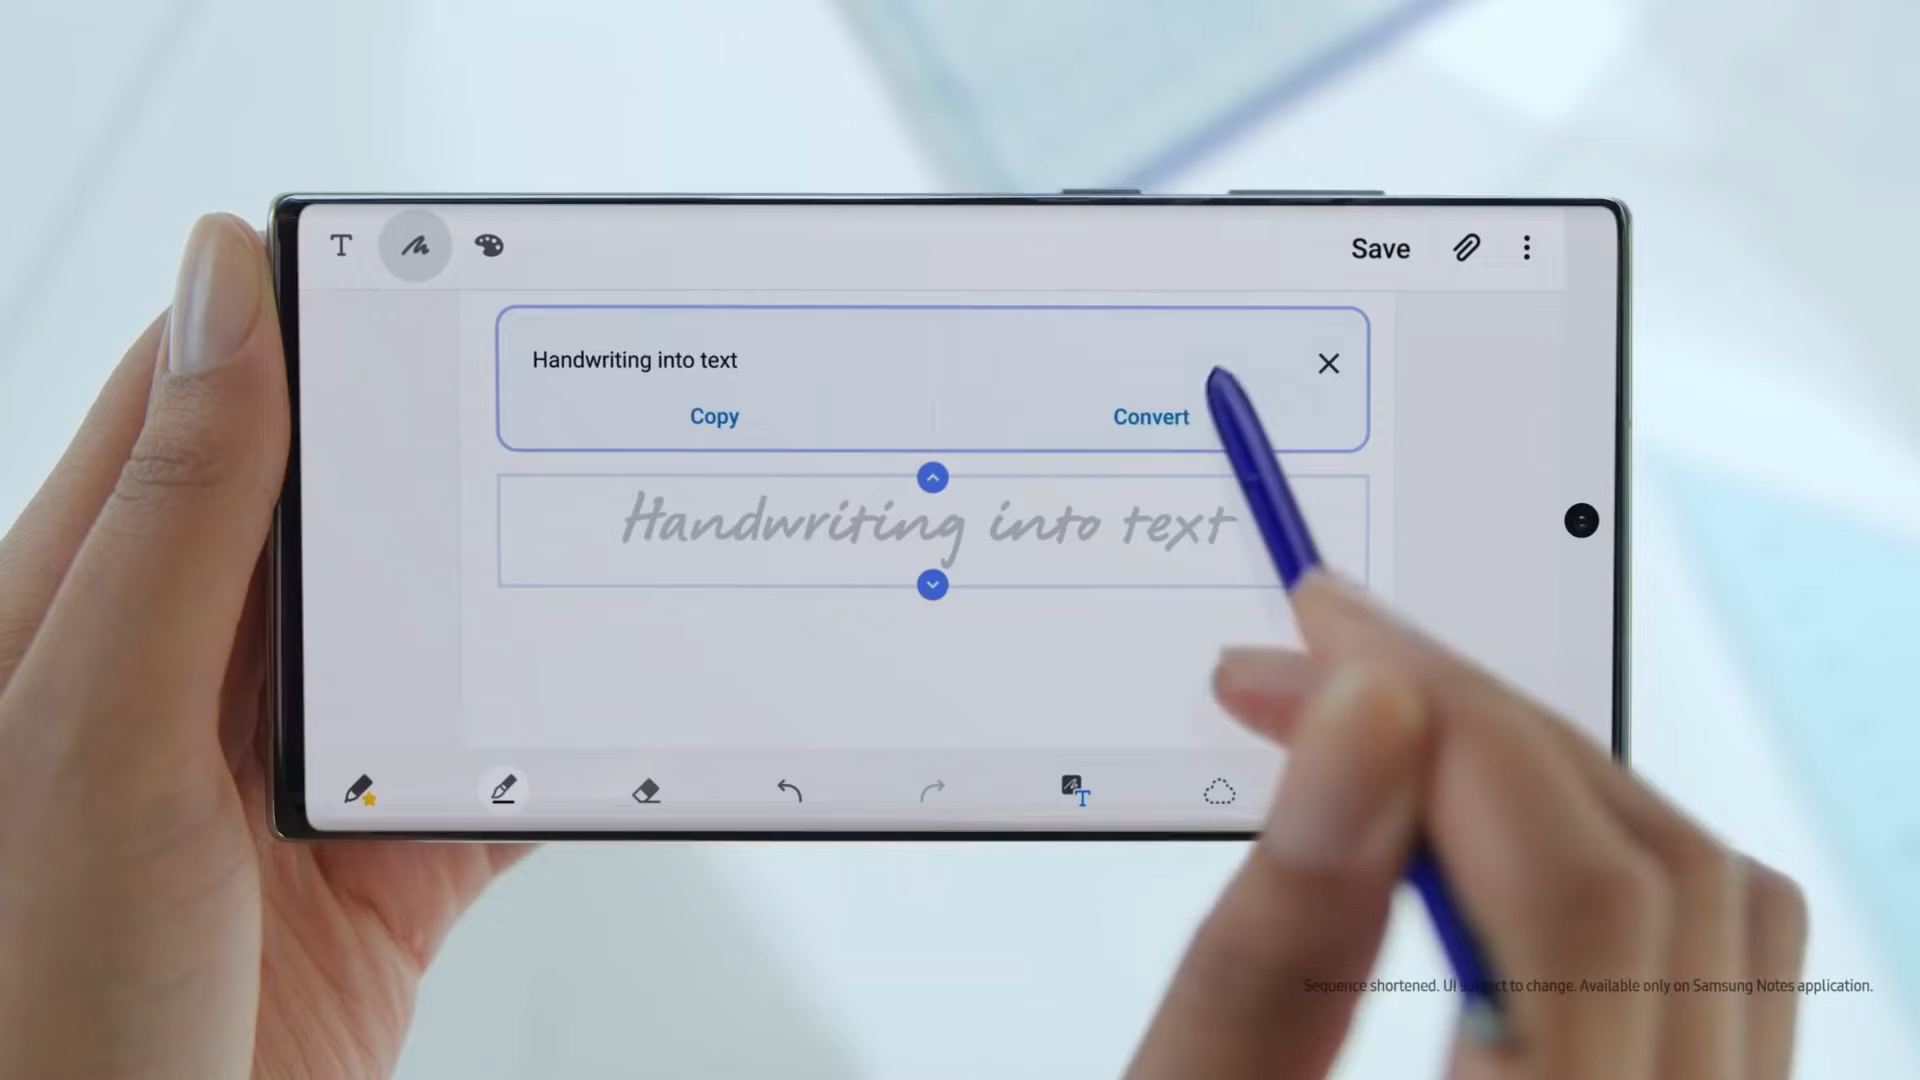 T
Save
Handwriting into text
Copy
Convert
Handwriting into text
T
Sequence shortened. UI to change. Available only on Samsung Notes application.